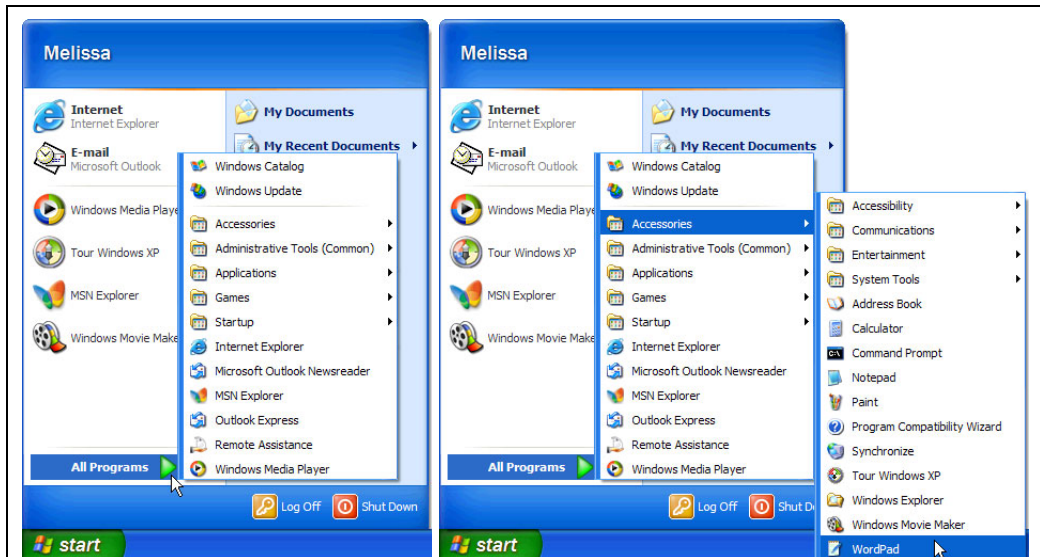 Melissa
Internet
Internet Explorer
E-mail
Microsoft Outlook
Windows Media Playe
Tour Windows XP
MSN Explorer
Windows Movie Make
All Programs
My Documents
My Recent Documents
Windows Catalog
Windows Update
Accessories
Administrative Tools (Common)
Applications
Games
Startup
Internet Explorer
Microsoft Outlook Newsreader
MSN Explorer
Outlook Express
Remote Assistance
Windows Media Player
Log Off Shut Down
start
Melissa
Internet
Internet Explorer
E-mail
Microsoft Outlook
Windows Media Playe
Tour Windows XP
MSN Explorer
Windows Movie Make
All Programs
My Documents
My Recent Documents
Windows Catalog
Windows Update
Accessories
Administrative Tools (Common)
Applications
Games
Startup
Internet Explorer
Microsoft Outlook Newsreader
MSN Explorer
Outlook Express
Remote Assistance
Windows Media Player
Accessibility
Communications
Entertainment
System Tools
Address Book
Calculator
C:\
Command Prompt
Notepad
Paint
Program Compatibility Wizard
Synchronize
Tour Windows XP
Windows Explorer
Windows Movie Maker
WordPad
Log Off Shut D
start